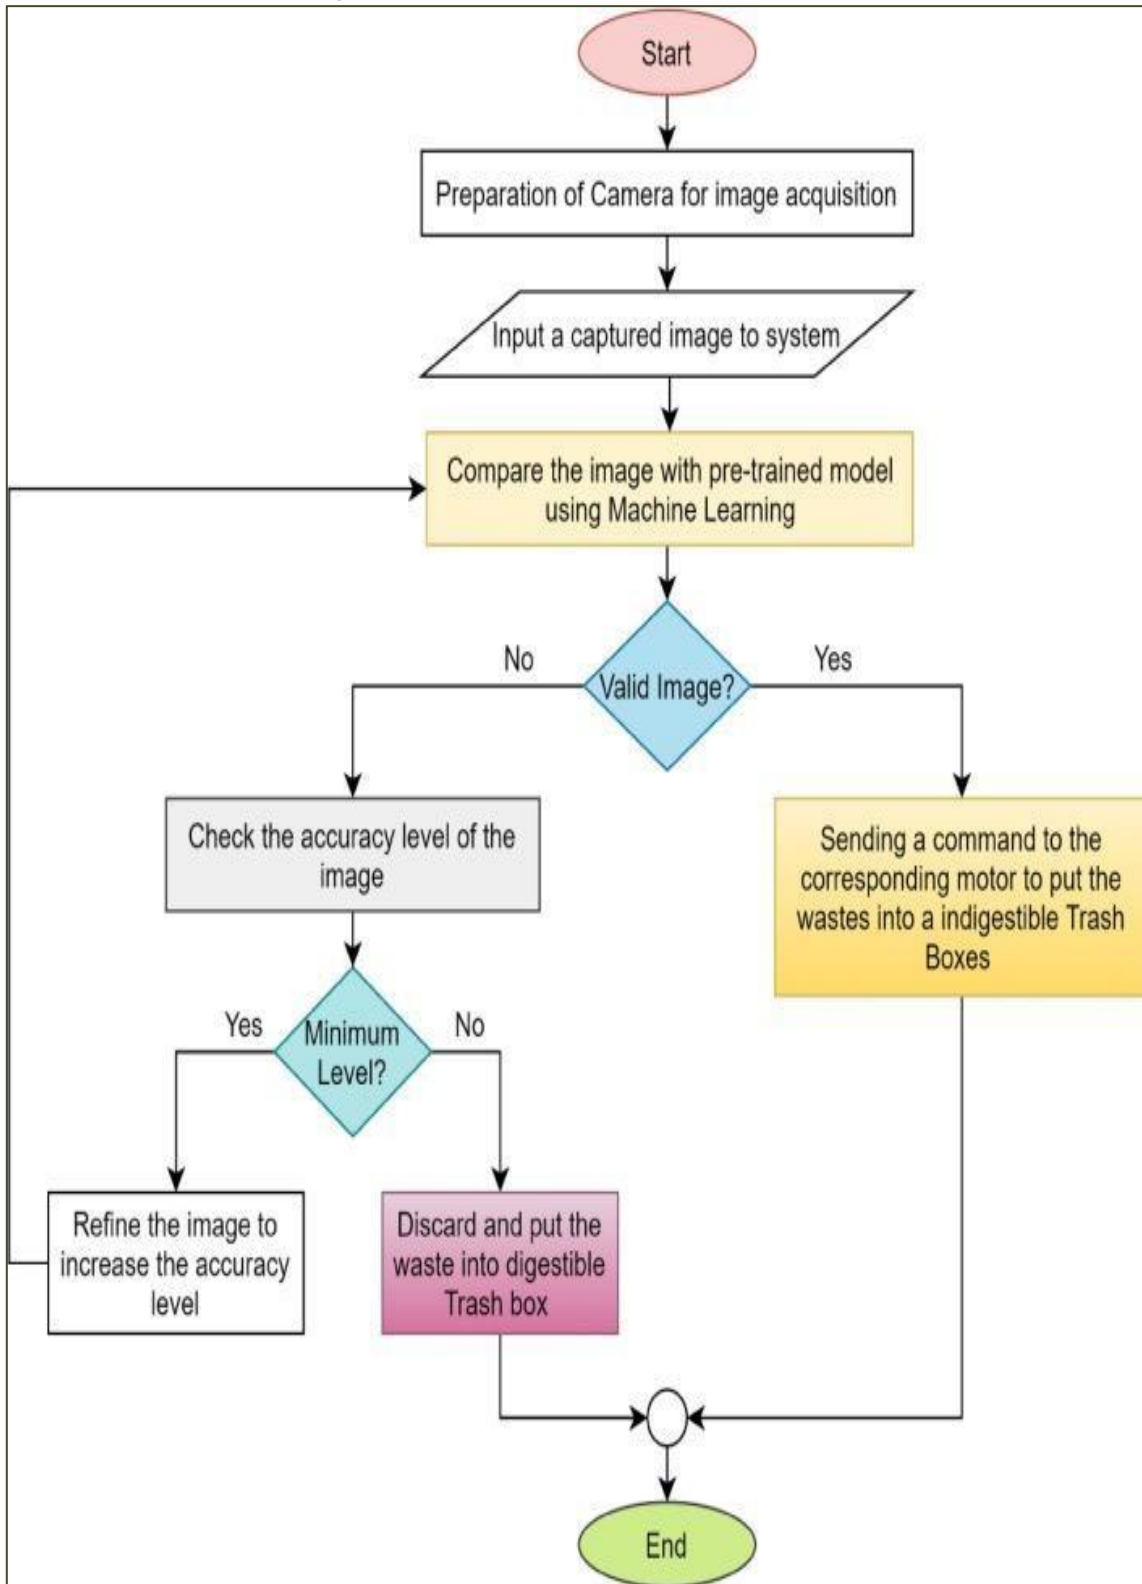 Start
Preparation of Camera for image acquisition
Input a captured image to system
Compare the image with pre-trained model
using Machine Learning
No
Yes
Valid Image?
Check the accuracy level of the
image
Sending a command to the
corresponding motor to put the
wastes into a indigestible Trash
Boxes
Yes
No
Minimum
Level?
Refine the image to
increase the accuracy
level
Discard and put the
waste into digestible
Trash box
End